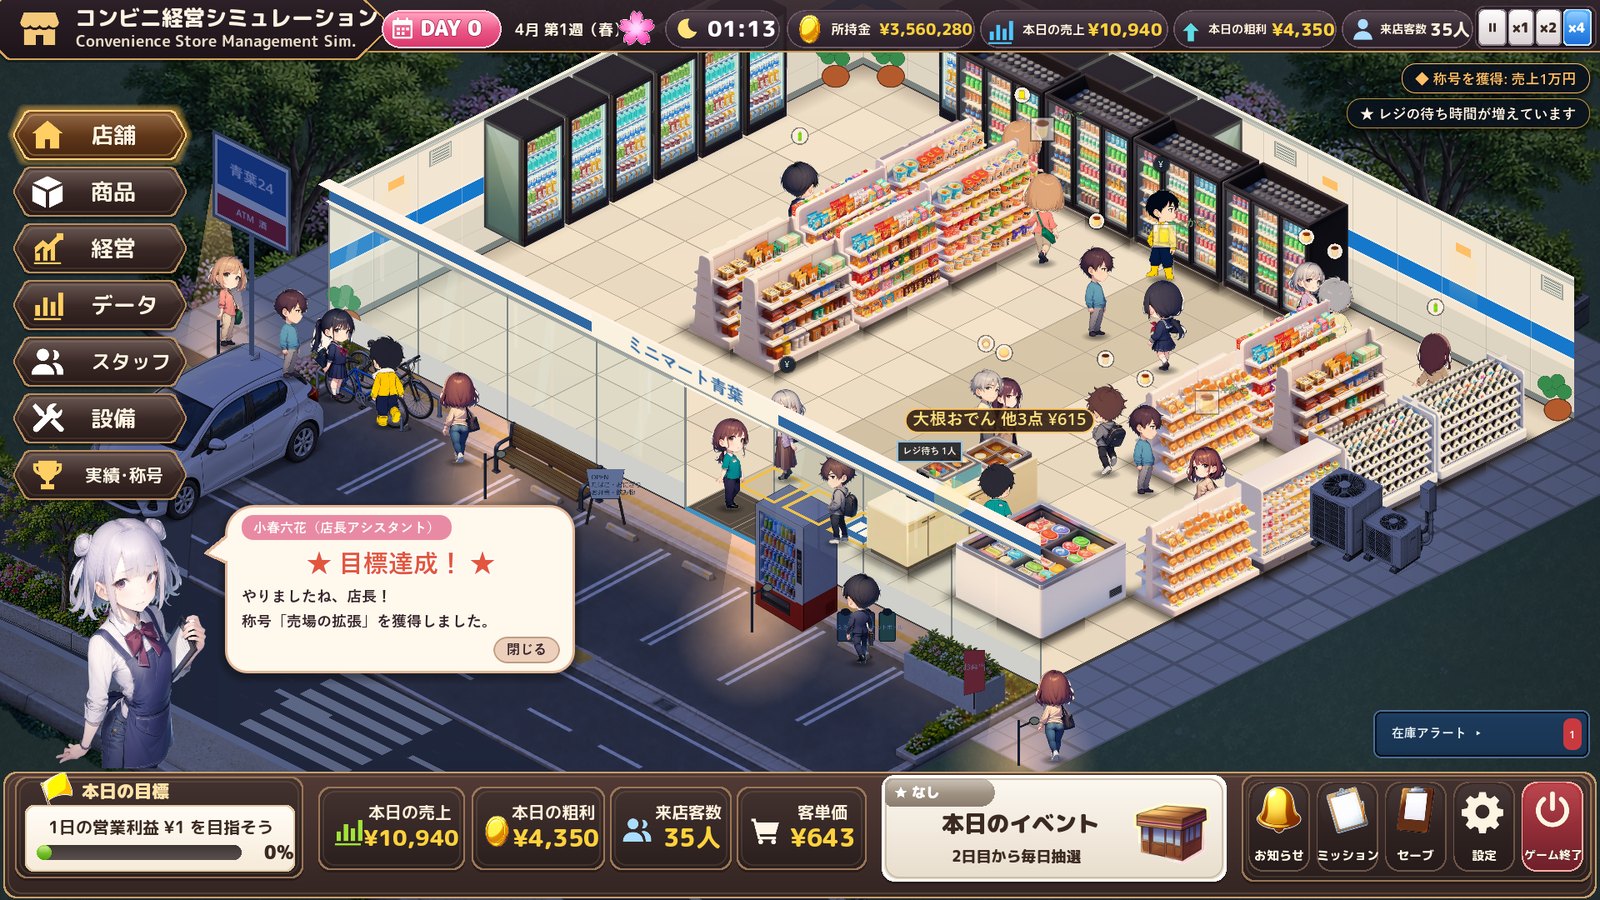 コンビニ経営シミュレーション
Convenience Store Management Sim.
DAY 0
4月 第1週 (春)
01:13
所持金 ¥3,560,280
本日の売上 ¥10,940
本日の粗利 ¥4,350
来店客数 35人
x1
x2
x4
◆ 称号を獲得: 売上1万円
★ レジの待ち時間が増えています
店舗
商品
経営
データ
スタッフ
設備
実績・称号
青葉24
ATM 酒
ミニマート青葉
大根おでん 他3点 ¥615
レジ待ち 1人
OPEN
小春六花（店長アシスタント）
★ 目標達成！ ★
やりましたね、店長！
称号「売場の拡張」を獲得しました。
閉じる
在庫アラート
1
本日の目標
1日の営業利益 ¥1 を目指そう
0%
本日の売上
¥10,940
本日の粗利
¥4,350
来店客数
35人
客単価
¥643
★ なし
本日のイベント
2日目から毎日抽選
お知らせ
ミッション
セーブ
設定
ゲーム終了